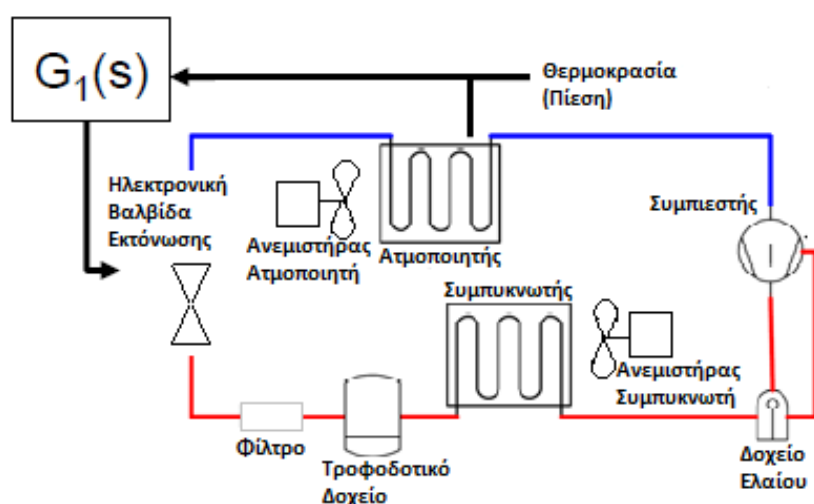 G1(s)
Θερμοκρασία
(Πίεση)
Ηλεκτρονική
Βαλβίδα
Εκτόνωσης
Ανεμιστήρας
Ατμοποιητή
Ατμοποιητής
Συμπιεστής
Συμπυκνωτής
Ανεμιστήρας
Συμπυκνωτή
Φίλτρο
Τροφοδοτικό
Δοχείο
Δοχείο
Ελαίου